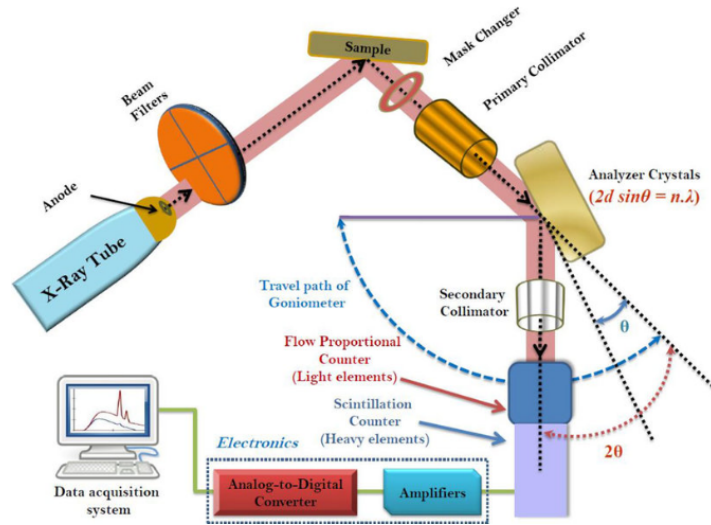 Sample
Mask Changer
Primary Collimator
Beam
Filters
Anode
X-Ray Tube
Analyzer Crystals
(2d sinθ = n.λ)
Travel path of
Goniometer
Secondary
Collimator
θ
Flow Proportional
Counter
(Light elements)
Scintillation
Counter
(Heavy elements)
2θ
Electronics
Analog-to-Digital
Converter
Amplifiers
Data acquisition
system